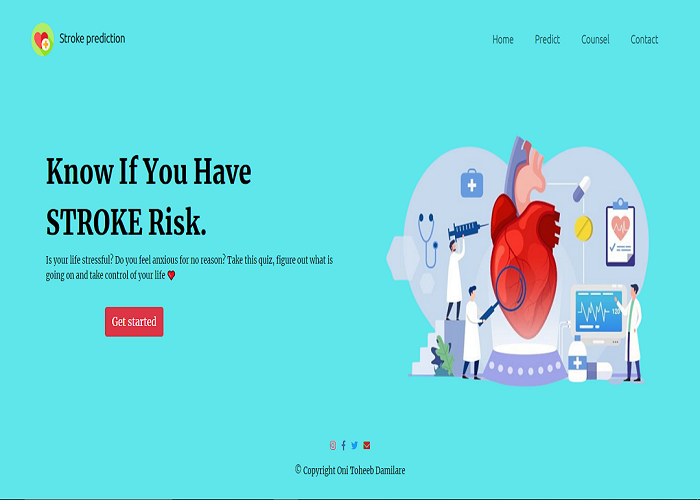 Stroke prediction
Home Predict Counsel Contact
Know If You Have
STROKE Risk.
Is your life stressful? Do you feel anxious for no reason? Take this quiz, figure out what is
going on and take control of your life
Get started
120
© Copyright Oni Toheeb Damilare